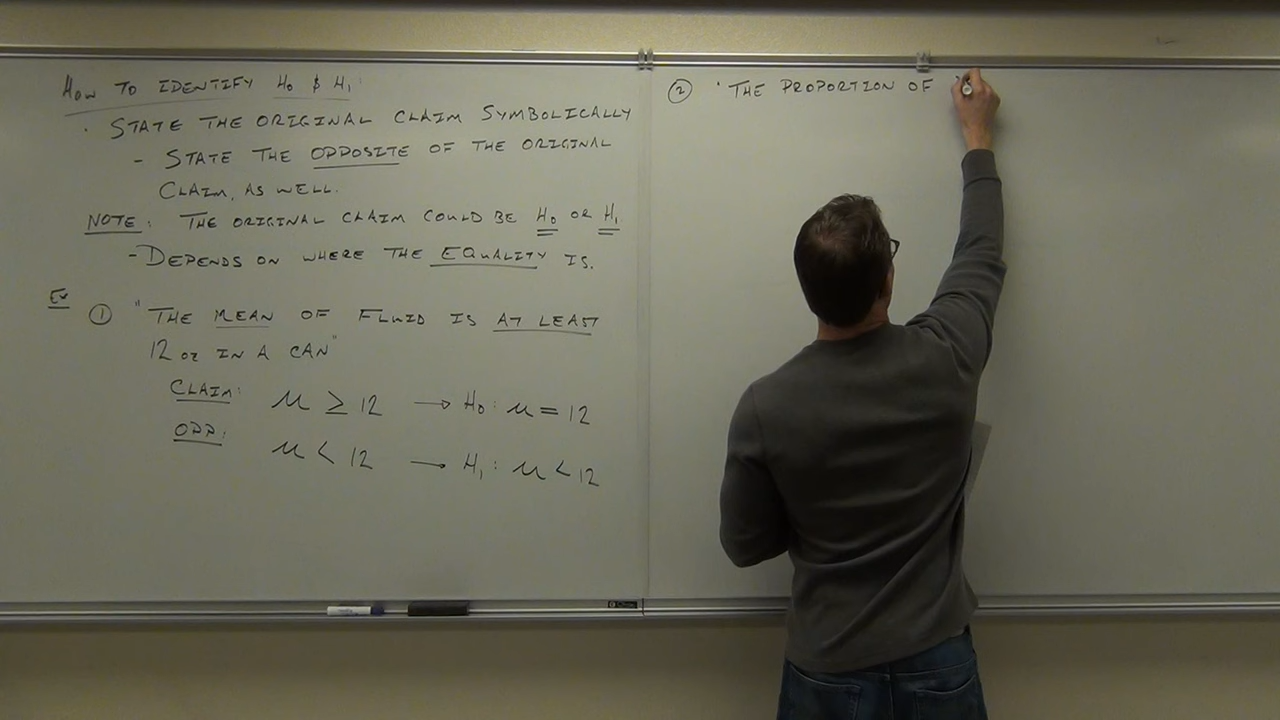 HOW TO IDENTIFY H₀ & H₁:
· STATE THE ORIGINAL CLAIM SYMBOLICALLY
- STATE THE OPPOSITE OF THE ORIGINAL
CLAIM, AS WELL.
NOTE: THE ORIGINAL CLAIM COULD BE H₀ OR H₁
- DEPENDS ON WHERE THE EQUALITY IS.
EX ① "THE MEAN OF FLUID IS AT LEAST
12 oz IN A CAN"
CLAIM: μ ≥ 12 → H₀: μ = 12
OPP: μ < 12 → H₁: μ < 12
② "THE PROPORTION OF